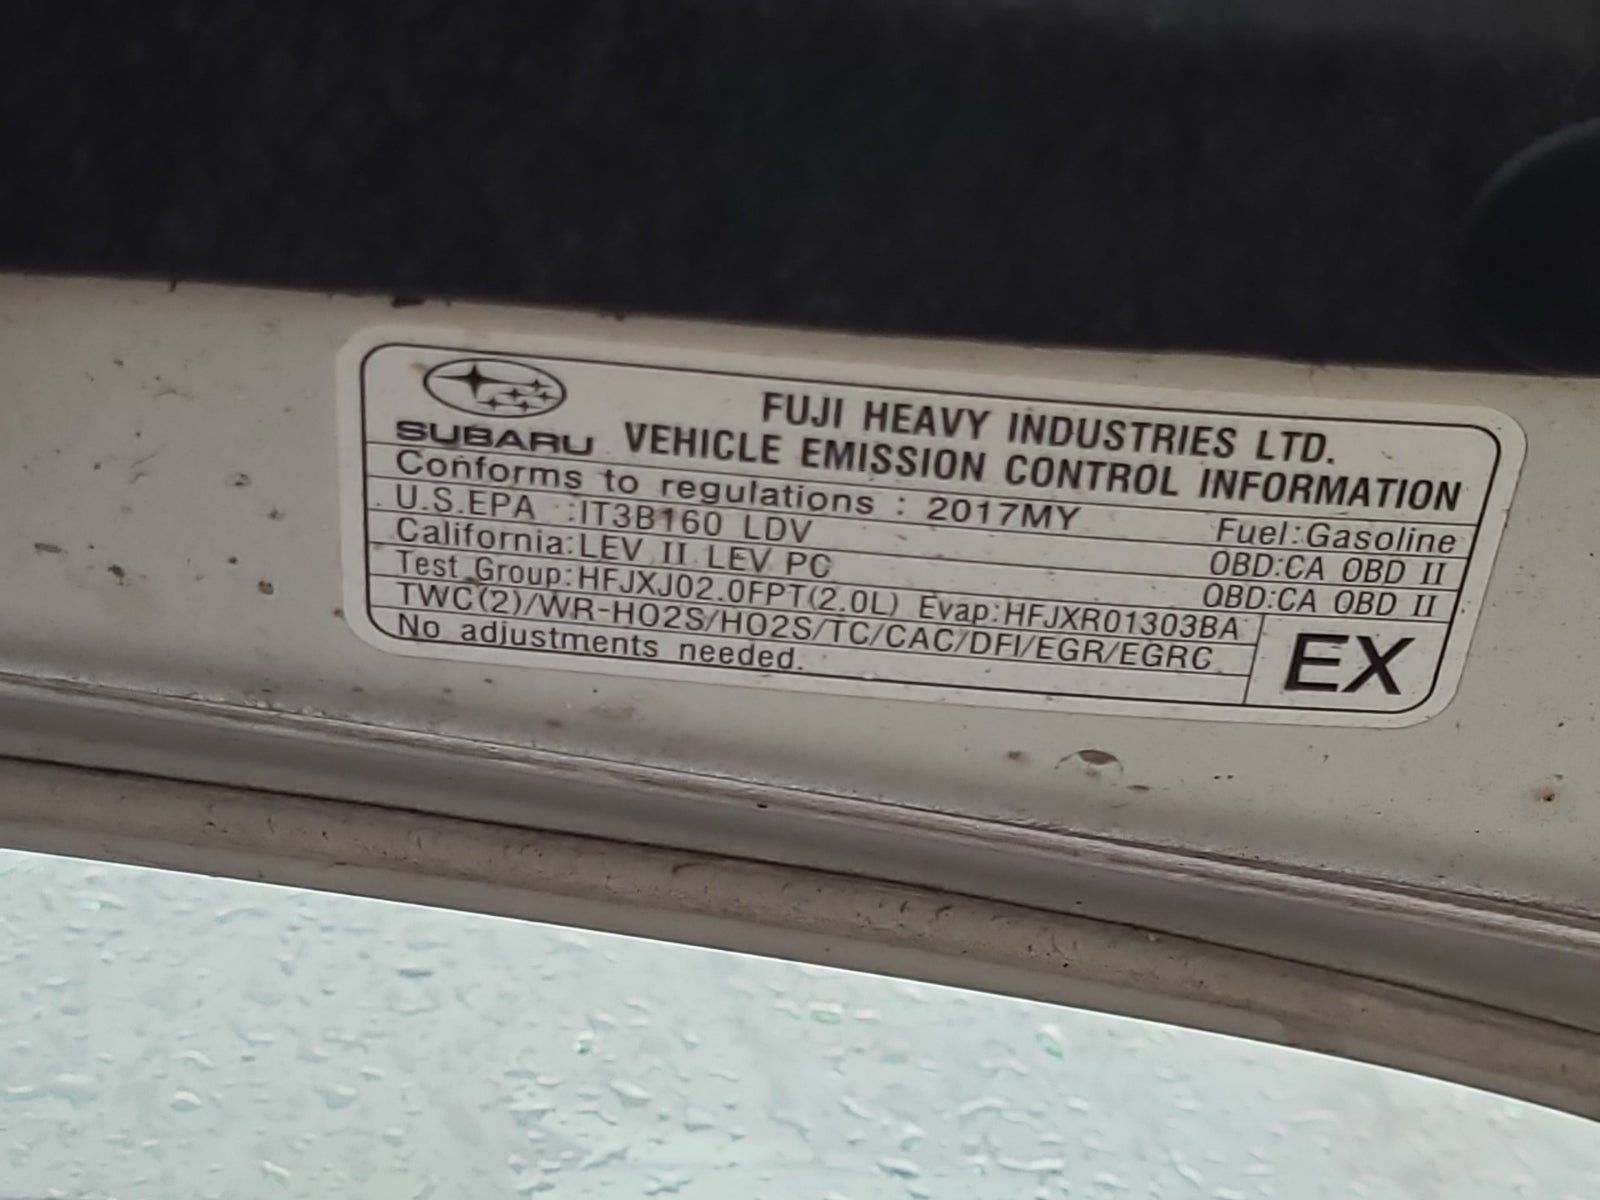 FUJI HEAVY INDUSTRIES LTD.
SUBARU VEHICLE EMISSION CONTROL INFORMATION
Conforms to regulations : 2017MY Fuel:Gasoline
U.S.EPA :IT3B160 LDV OBD:CA OBD II
California:LEV II LEV PC OBD:CA OBD II
Test Group:HFJXJ02.0FPT(2.0L) Evap:HFJXR01303BA
TWC(2)/WR-HO2S/HO2S/TC/CAC/DFI/EGR/EGRC
No adjustments needed.
EX